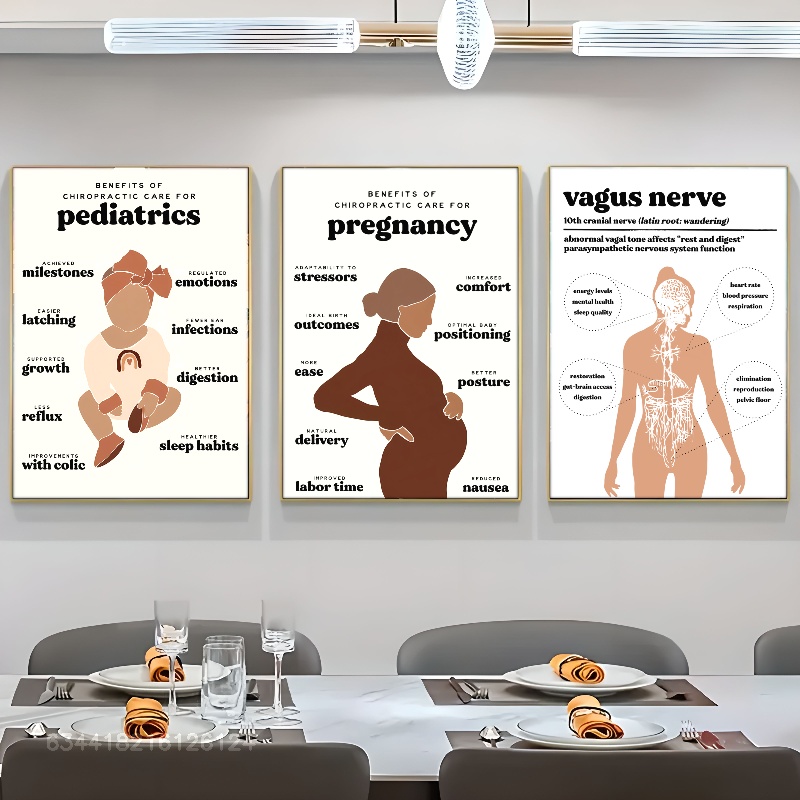 BENEFITS OF
CHIROPRACTIC CARE FOR
pediatrics
ACHIEVED
milestones
REGULATED
emotions
EASIER
latching
FEWER EAR
infections
SUPPORTED
growth
BETTER
digestion
LESS
reflux
HEALTHIER
sleep habits
IMPROVEMENTS
with colic
BENEFITS OF
CHIROPRACTIC CARE FOR
pregnancy
ADAPTABILITY TO
stressors
INCREASED
comfort
IDEAL BIRTH
outcomes
OPTIMAL BABY
positioning
MORE
ease
BETTER
posture
NATURAL
delivery
IMPROVED
labor time
REDUCED
nausea
vagus nerve
10th cranial nerve (latin root: wandering)
abnormal vagal tone affects "rest and digest"
parasympathetic nervous system function
energy levels
mental health
sleep quality
heart rate
blood pressure
respiration
restoration
gut-brain access
digestion
elimination
reproduction
pelvic floor